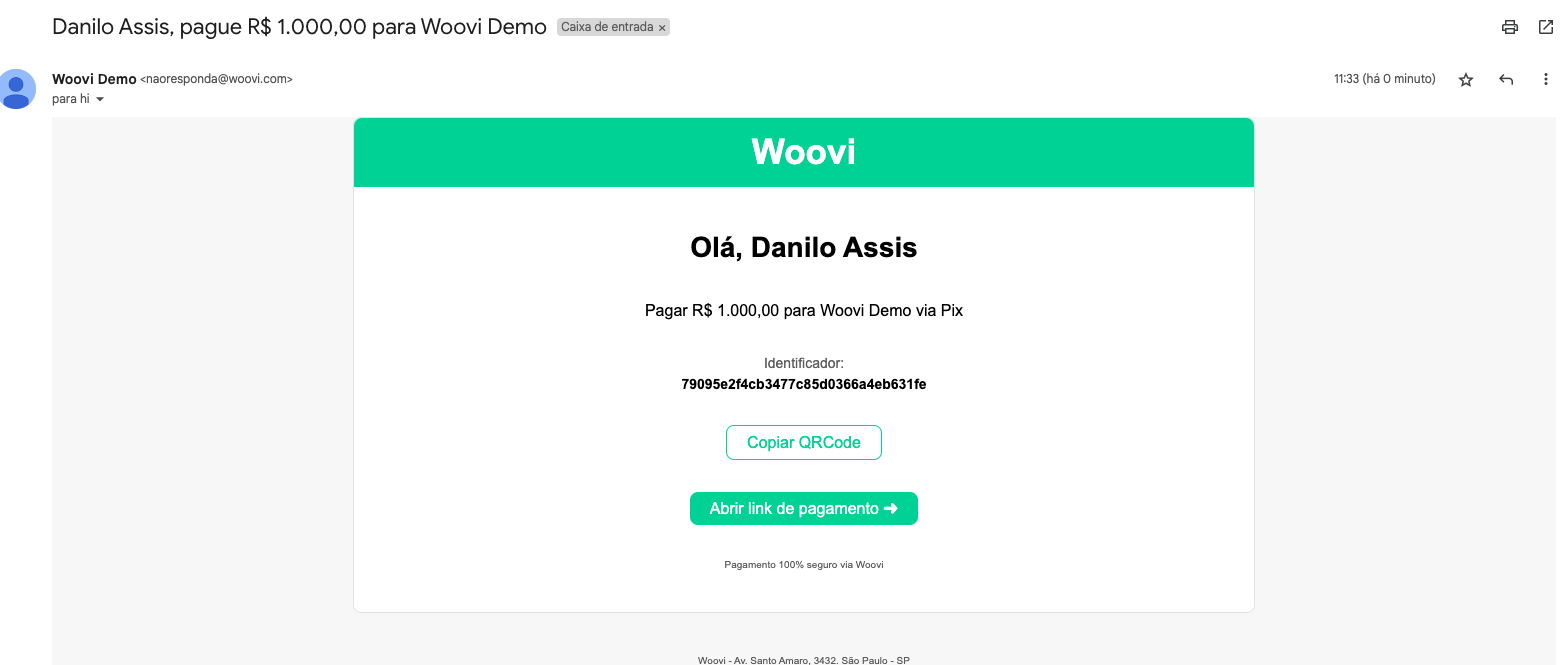 Danilo Assis, pague R$ 1.000,00 para Woovi Demo Caixa de entrada ×
Woovi Demo <naoresponda@woovi.com> 11:33 (há 0 minuto)
para hi
Woovi
Olá, Danilo Assis
Pagar R$ 1.000,00 para Woovi Demo via Pix
Identificador:
79095e2f4cb3477c85d0366a4eb631fe
Copiar QRCode
Abrir link de pagamento ➜
Pagamento 100% seguro via Woovi
Woovi - Av. Santo Amaro, 3432, São Paulo - SP